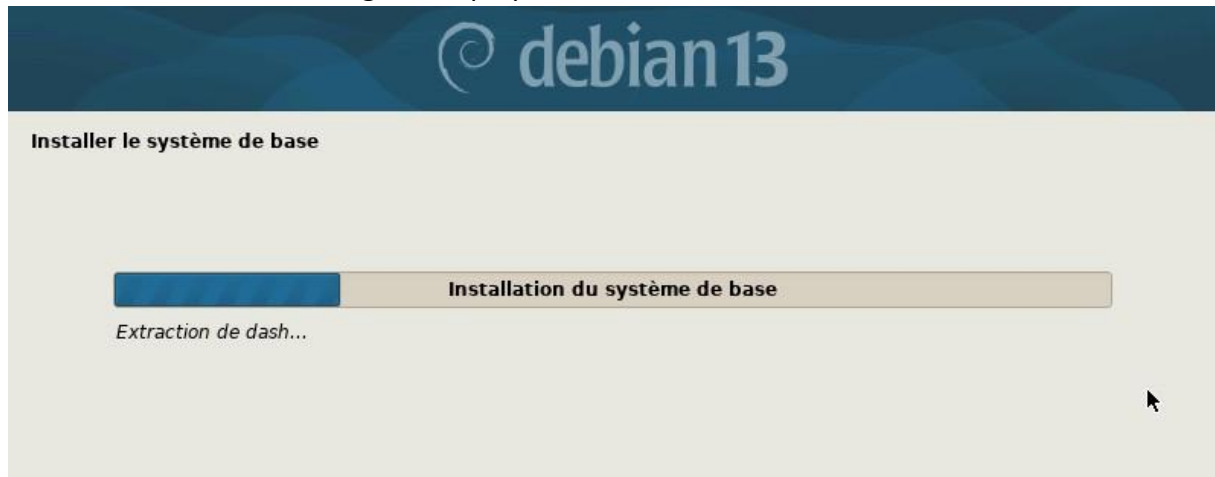 debian 13
Installer le système de base
Installation du système de base
Extraction de dash...